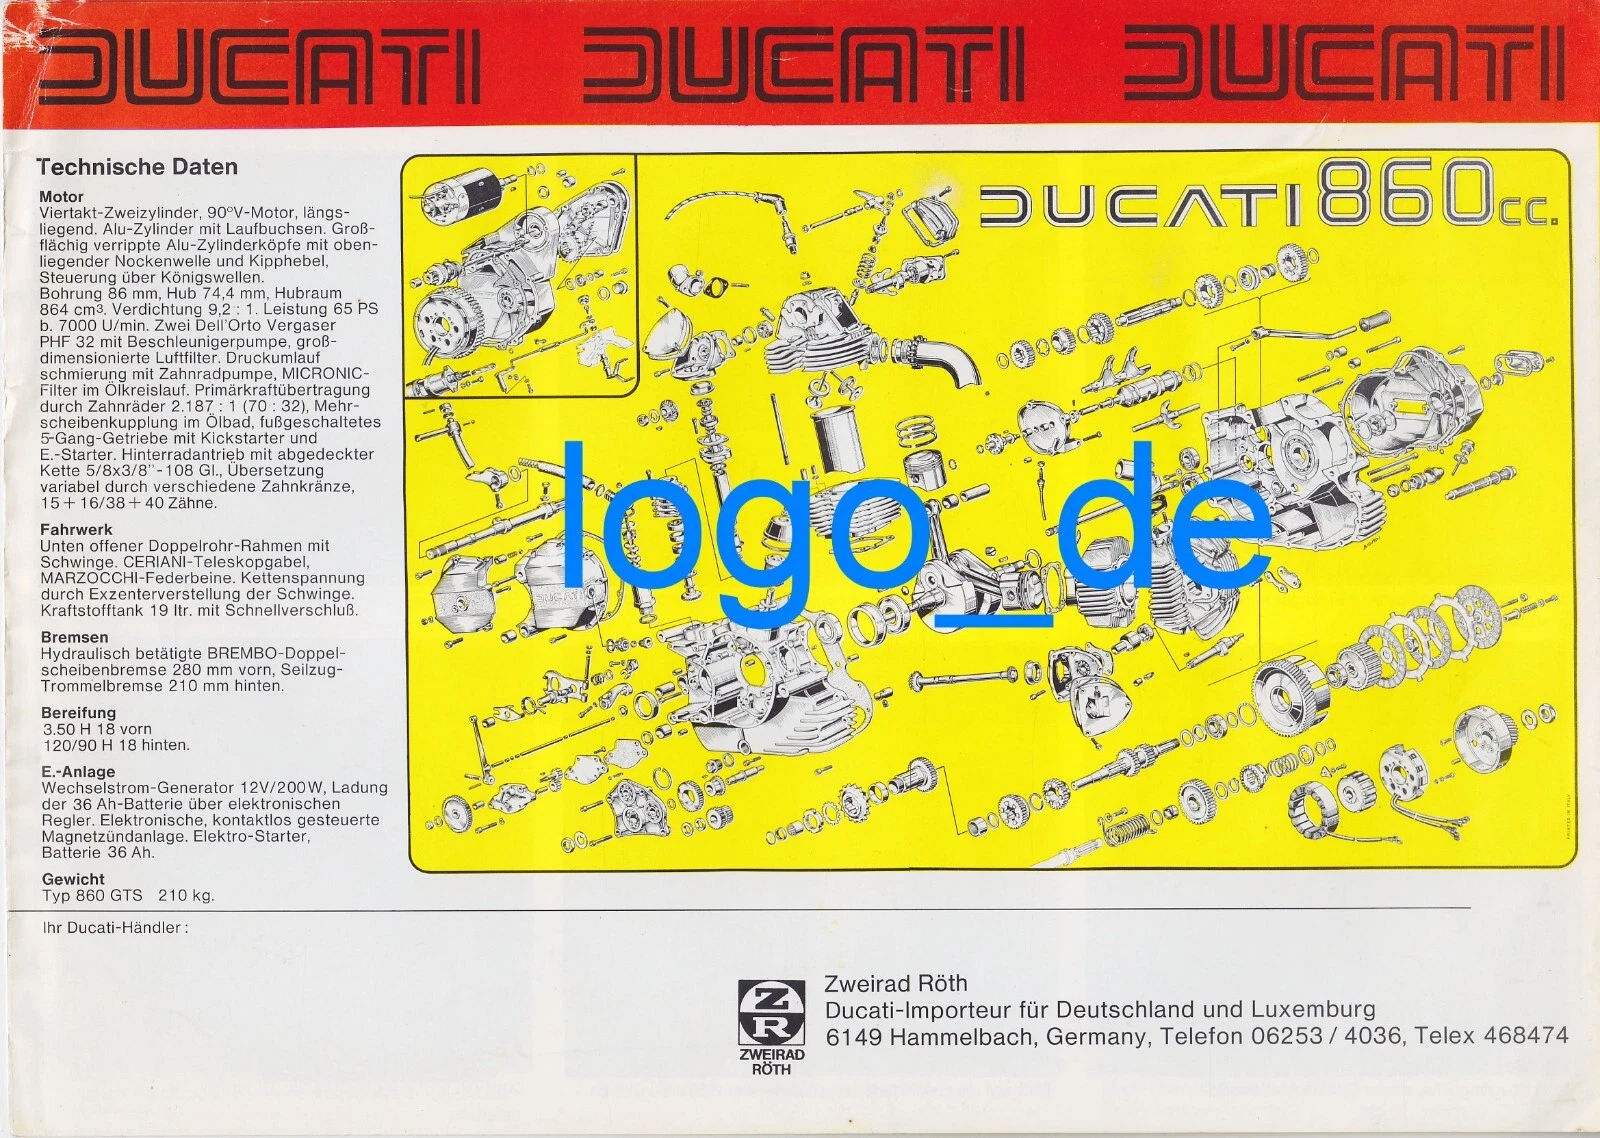 DUCATI DUCATI DUCATI
Technische Daten
Motor
Viertakt-Zweizylinder, 90°V-Motor, längs-
liegend. Alu-Zylinder mit Laufbuchsen. Groß-
flächig verrippte Alu-Zylinderköpfe mit oben-
liegender Nockenwelle und Kipphebel,
Steuerung über Königswellen.
Bohrung 86 mm, Hub 74,4 mm, Hubraum
864 cm³. Verdichtung 9,2 : 1. Leistung 65 PS
b. 7000 U/min. Zwei Dell'Orto Vergaser
PHF 32 mit Beschleunigerpumpe, groß-
dimensionierte Luftfilter. Druckumlauf
schmierung mit Zahnradpumpe, MICRONIC-
Filter im Ölkreislauf. Primärkraftübertragung
durch Zahnräder 2.187 : 1 (70 : 32), Mehr-
scheibenkupplung im Ölbad, fußgeschaltetes
5-Gang-Getriebe mit Kickstarter und
E.-Starter. Hinterradantrieb mit abgedeckter
Kette 5/8x3/8"-108 Gl., Übersetzung
variabel durch verschiedene Zahnkränze,
15 + 16/38 + 40 Zähne.
Fahrwerk
Unten offener Doppelrohr-Rahmen mit
Schwinge. CERIANI-Teleskopgabel,
MARZOCCHI-Federbeine. Kettenspannung
durch Exzenterverstellung der Schwinge.
Kraftstofftank 19 ltr. mit Schnellverschluß.
Bremsen
Hydraulisch betätigte BREMBO-Doppel-
scheibenbremse 280 mm vorn, Seilzug-
Trommelbremse 210 mm hinten.
Bereifung
3.50 H 18 vorn
120/90 H 18 hinten.
E.-Anlage
Wechselstrom-Generator 12V/200W, Ladung
der 36 Ah-Batterie über elektronischen
Regler. Elektronische, kontaktlos gesteuerte
Magnetzündanlage. Elektro-Starter,
Batterie 36 Ah.
Gewicht
Typ 860 GTS 210 kg.
DUCATI 860cc.
DUCATI
logo_de
PRINTED IN ITALY
Ihr Ducati-Händler :
ZR
ZWEIRAD
RÖTH
Zweirad Röth
Ducati-Importeur für Deutschland und Luxemburg
6149 Hammelbach, Germany, Telefon 06253 / 4036, Telex 468474